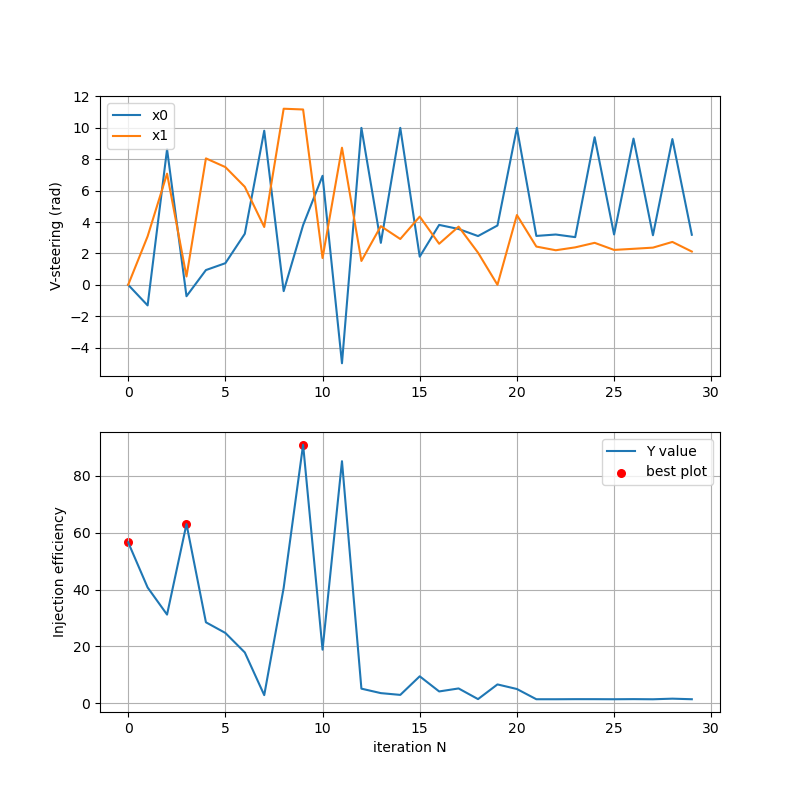 12
10
8
6
4
2
0
−2
−4
V-steering (rad)
x0
x1
0 5 10 15 20 25 30
80
60
40
20
0
Injection efficiency
Y value
best plot
0 5 10 15 20 25 30
iteration N